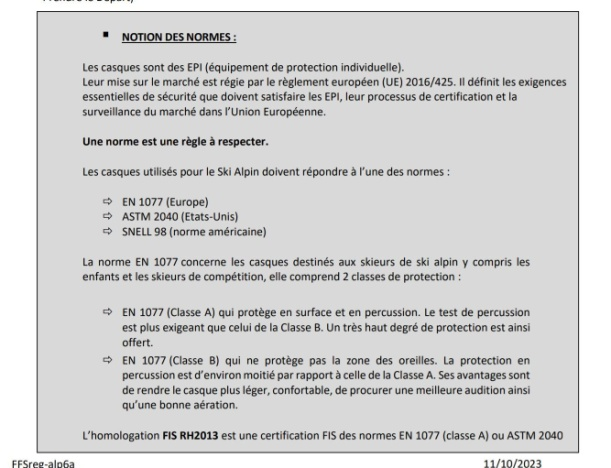 Prendre le Départ)
▪ NOTION DES NORMES :
Les casques sont des EPI (équipement de protection individuelle).
Leur mise sur le marché est régie par le règlement européen (UE) 2016/425. Il définit les exigences
essentielles de sécurité que doivent satisfaire les EPI, leur processus de certification et la
surveillance du marché dans l'Union Européenne.
Une norme est une règle à respecter.
Les casques utilisés pour le Ski Alpin doivent répondre à l'une des normes :
⇨ EN 1077 (Europe)
⇨ ASTM 2040 (Etats-Unis)
⇨ SNELL 98 (norme américaine)
La norme EN 1077 concerne les casques destinés aux skieurs de ski alpin y compris les
enfants et les skieurs de compétition, elle comprend 2 classes de protection :
⇨ EN 1077 (Classe A) qui protège en surface et en percussion. Le test de percussion
est plus exigeant que celui de la Classe B. Un très haut degré de protection est ainsi
offert.
⇨ EN 1077 (Classe B) qui ne protège pas la zone des oreilles. La protection en
percussion est d'environ moitié par rapport à celle de la Classe A. Ses avantages sont
de rendre le casque plus léger, confortable, de procurer une meilleure audition ainsi
qu'une bonne aération.
L'homologation FIS RH2013 est une certification FIS des normes EN 1077 (classe A) ou ASTM 2040
FFSreg-alp6a 11/10/2023